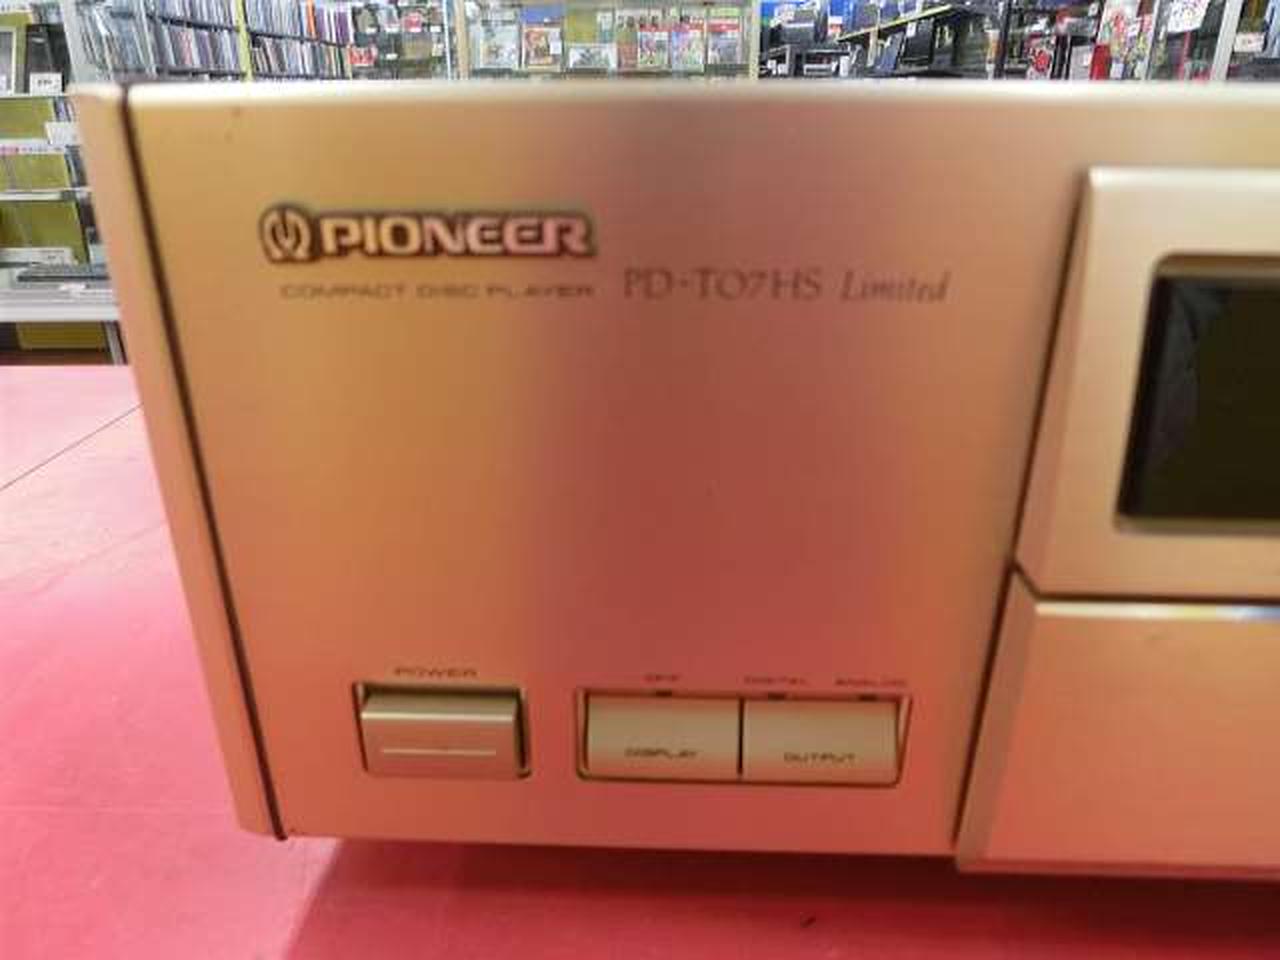 PIONEER
COMPACT DISC PLAYER PD-T07HS Limited
POWER
OFF DIGITAL ANALOG
DISPLAY OUTPUT